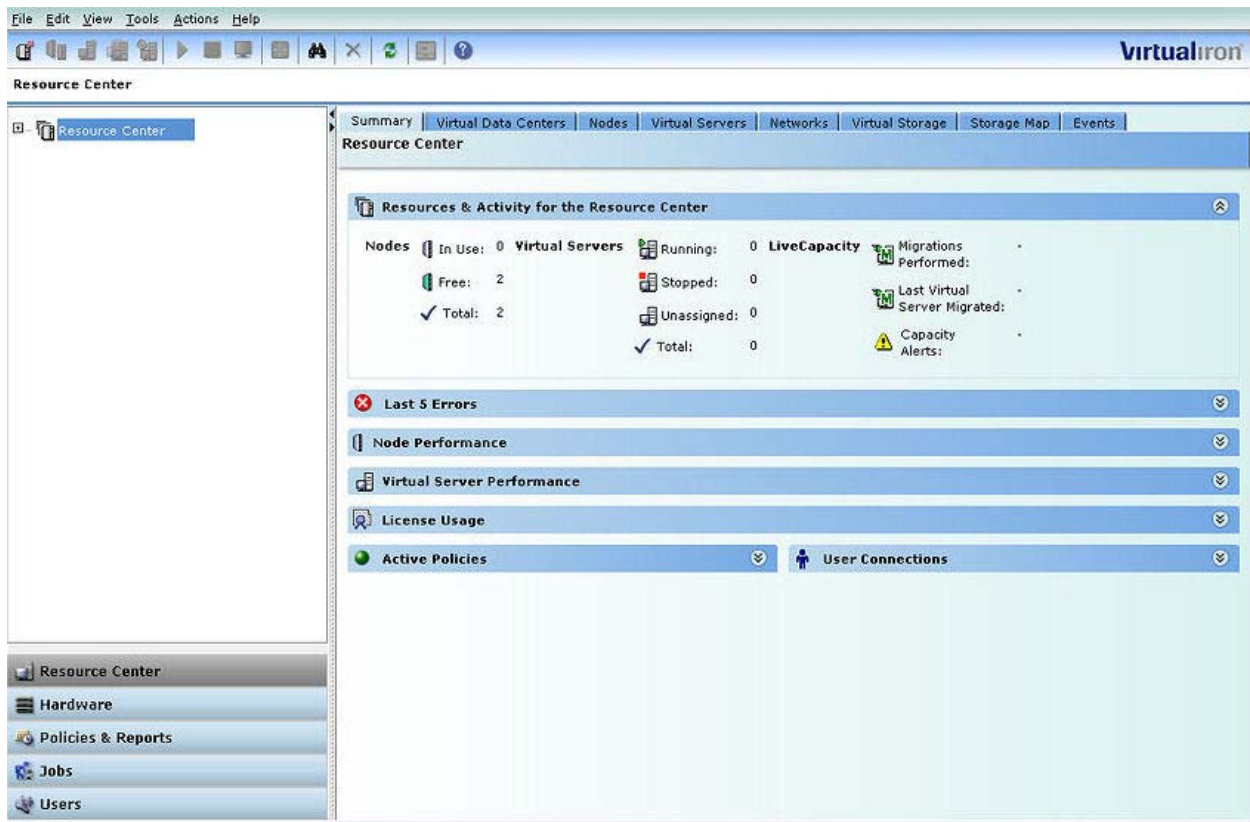 File Edit View Tools Actions Help
VırtualIron
Resource Center
Resource Center
Summary Virtual Data Centers Nodes Virtual Servers Networks Virtual Storage Storage Map Events
Resource Center
Resources & Activity for the Resource Center
Nodes In Use: 0 Virtual Servers Running: 0 LiveCapacity Migrations Performed: -
Free: 2 Stopped: 0 Last Virtual Server Migrated: -
Total: 2 Unassigned: 0
Total: 0 Capacity Alerts: -
Last 5 Errors
Node Performance
Virtual Server Performance
License Usage
Active Policies User Connections
Resource Center
Hardware
Policies & Reports
Jobs
Users